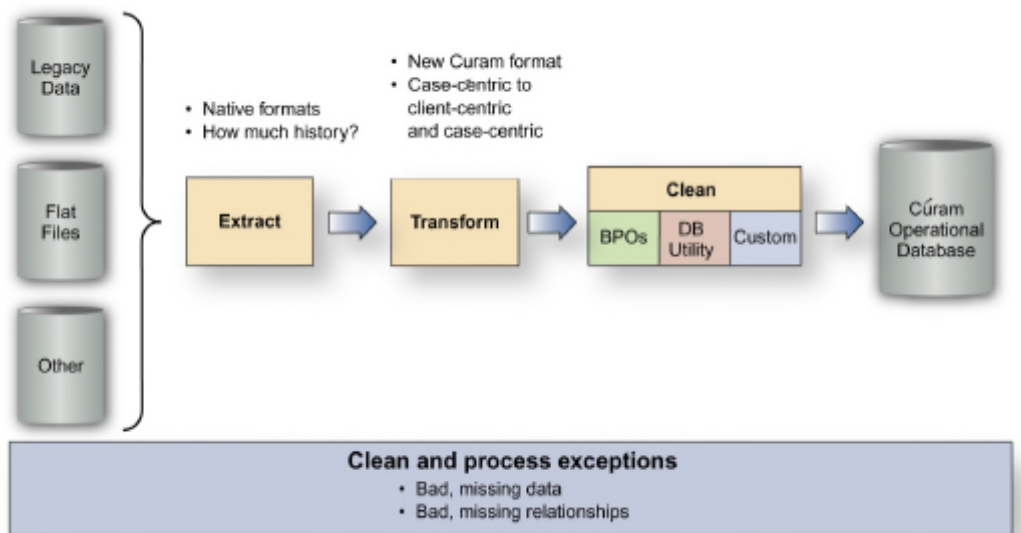 Legacy
Data
Flat
Files
Other
• Native formats
• How much history?
• New Curam format
• Case-centric to
client-centric
and case-centric
Extract
Transform
Clean
BPOs
DB
Utility
Custom
Cúram
Operational
Database
Clean and process exceptions
• Bad, missing data
• Bad, missing relationships